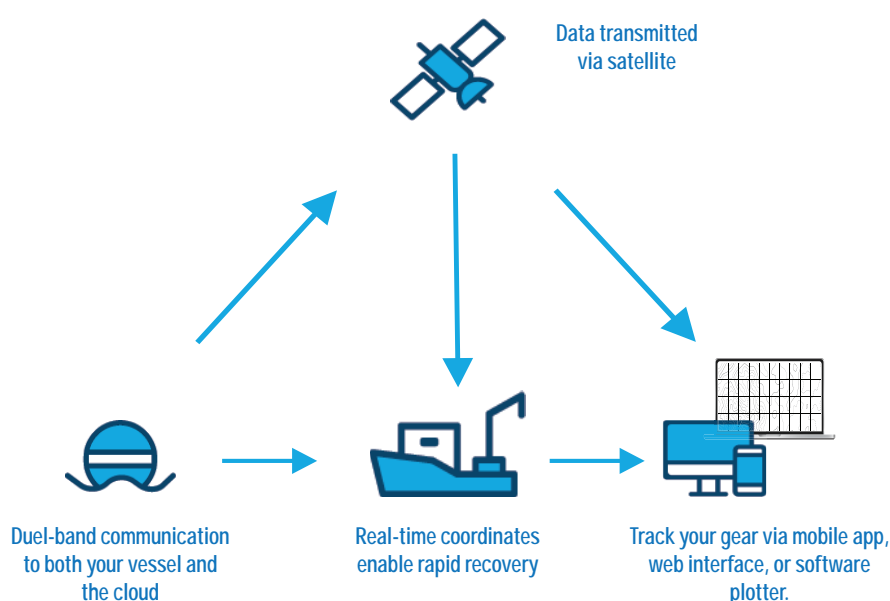 Data transmitted
via satellite
Duel-band communication
to both your vessel and
the cloud
Real-time coordinates
enable rapid recovery
Track your gear via mobile app,
web interface, or software
plotter.